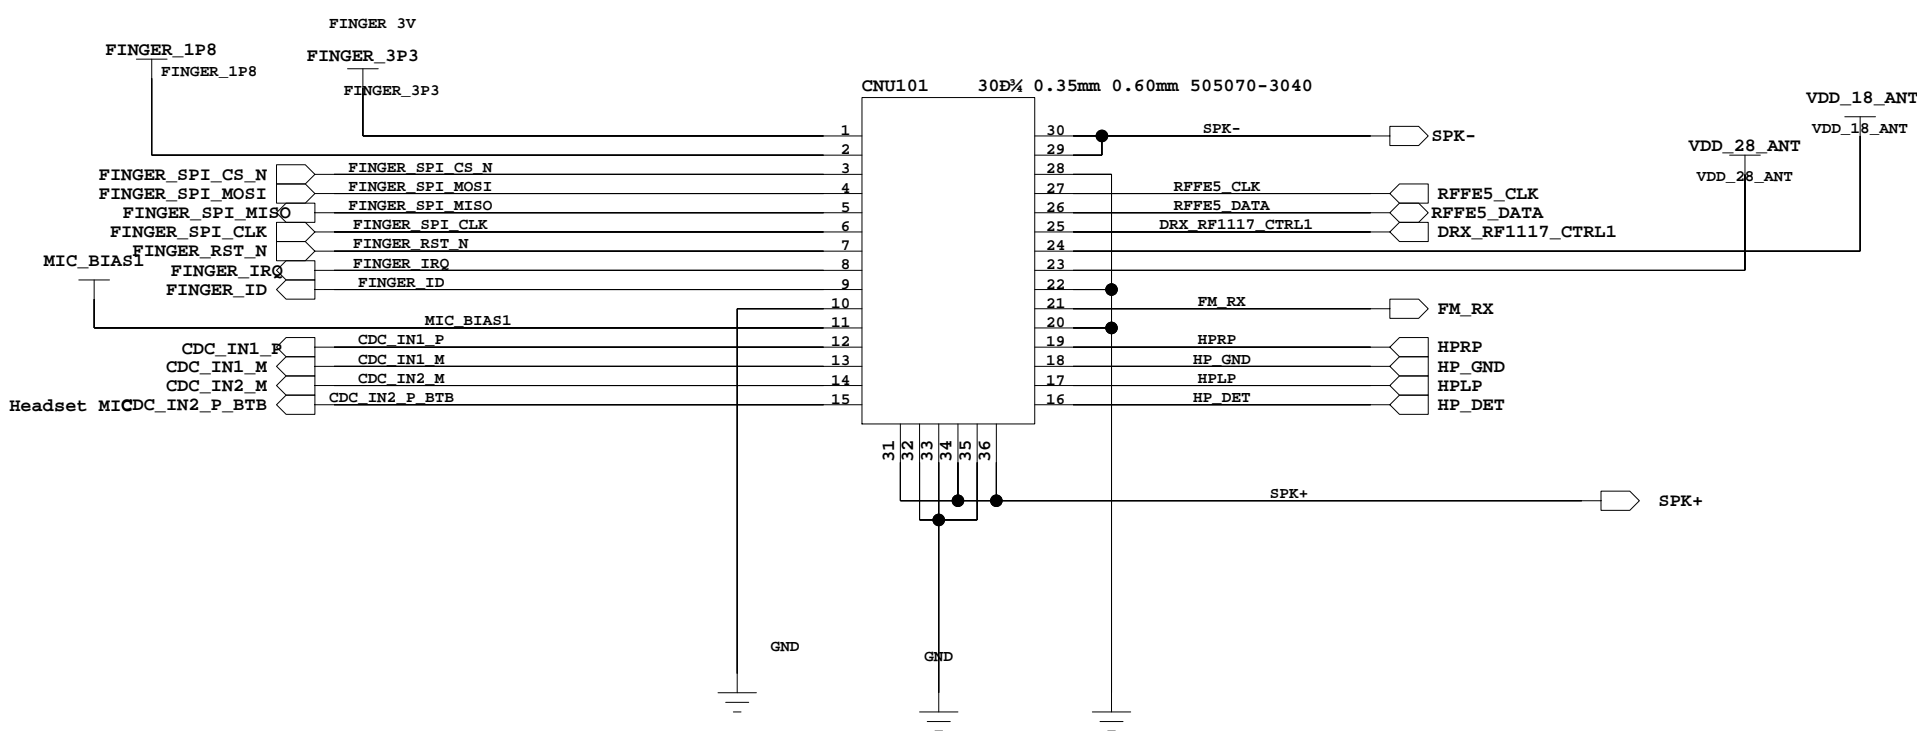 FINGER 3V
FINGER_1P8
FINGER_3P3
FINGER_1P8
FINGER_3P3
CNU101 30Ð¾ 0.35mm 0.60mm 505070-3040
VDD_18_ANT
VDD_18_ANT
VDD_28_ANT
VDD_28_ANT
1 30 SPK- SPK-
2 29
FINGER_SPI_CS_N FINGER_SPI_CS_N 3 28
FINGER_SPI_MOSI FINGER_SPI_MOSI 4 27 RFFE5_CLK RFFE5_CLK
FINGER_SPI_MISO FINGER_SPI_MISO 5 26 RFFE5_DATA RFFE5_DATA
FINGER_SPI_CLK FINGER_SPI_CLK 6 25 DRX_RF1117_CTRL1 DRX_RF1117_CTRL1
FINGER_RST_N FINGER_RST_N 7 24
MIC_BIAS1
FINGER_IRQ FINGER_IRQ 8 23
FINGER_ID FINGER_ID 9 22
10 21 FM_RX FM_RX
MIC_BIAS1 11 20
CDC_IN1_P CDC_IN1_P 12 19 HPRP HPRP
CDC_IN1_M CDC_IN1_M 13 18 HP_GND HP_GND
CDC_IN2_M CDC_IN2_M 14 17 HPLP HPLP
Headset MIC CDC_IN2_P_BTB CDC_IN2_P_BTB 15 16 HP_DET HP_DET
31 32 33 34 35 36
SPK+ SPK+
GND
GND